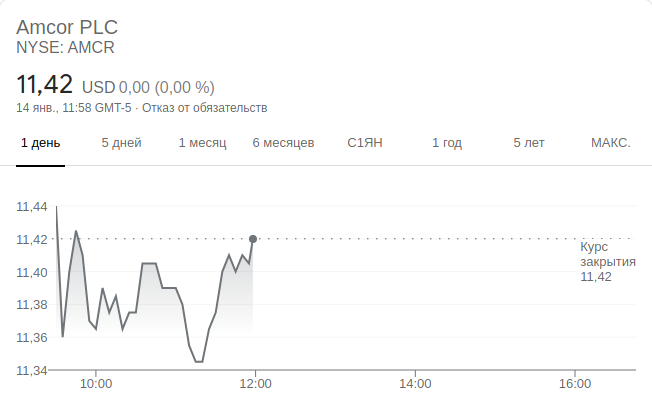 Amcor PLC
NYSE: AMCR
11,42 USD 0,00 (0,00 %)
14 янв., 11:58 GMT-5 · Отказ от обязательств
1 день 5 дней 1 месяц 6 месяцев С1ЯН 1 год 5 лет МАКС.
11,44
11,42
Курс
закрытия
11,42
11,40
11,38
11,36
11,34
10:00 12:00 14:00 16:00